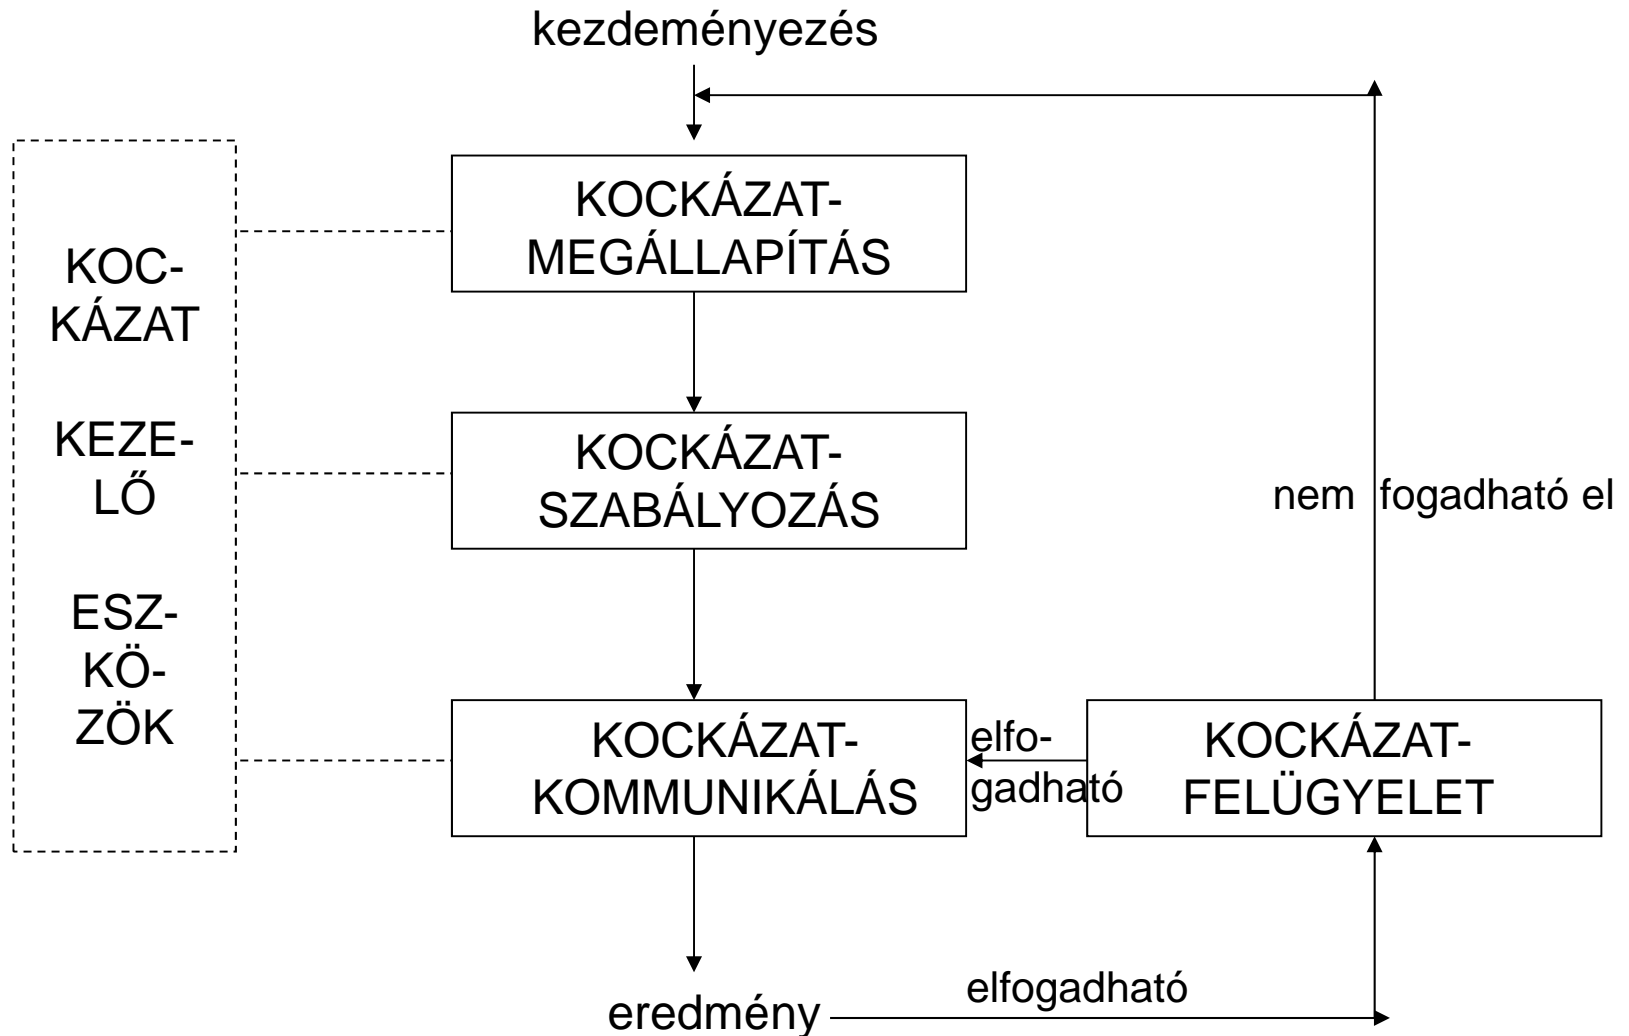 kezdeményezés
KOCKÁZAT-
MEGÁLLAPÍTÁS
KOC-
KÁZAT
KEZE-
LŐ
ESZ-
KÖ-
ZÖK
KOCKÁZAT-
SZABÁLYOZÁS
nem fogadható el
KOCKÁZAT-
KOMMUNIKÁLÁS
elfo-
gadható
KOCKÁZAT-
FELÜGYELET
eredmény
elfogadható